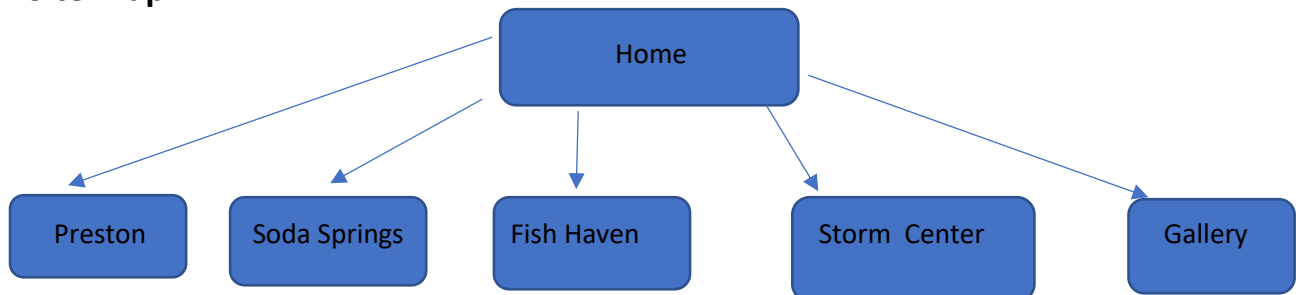 Home
Preston
Soda Springs
Fish Haven
Storm Center
Gallery